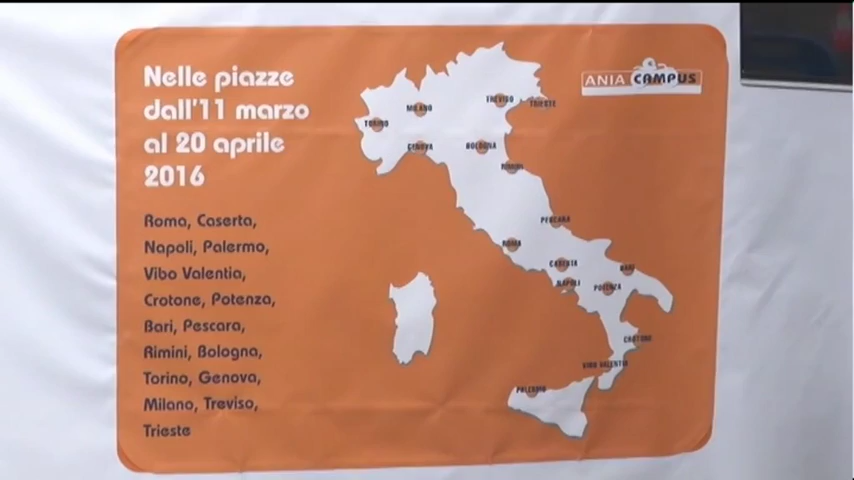 Nelle piazze
dall'11 marzo
al 20 aprile
2016
Roma, Caserta,
Napoli, Palermo,
Vibo Valentia,
Crotone, Potenza,
Bari, Pescara,
Rimini, Bologna,
Torino, Genova,
Milano, Treviso,
Trieste
ANIA CAMPUS
TREVISO
TRIESTE
MILANO
TORINO
GENOVA
BOLOGNA
RIMINI
PESCARA
ROMA
CASERTA
BARI
NAPOLI
POTENZA
CROTONE
VIBO VALENTIA
PALERMO